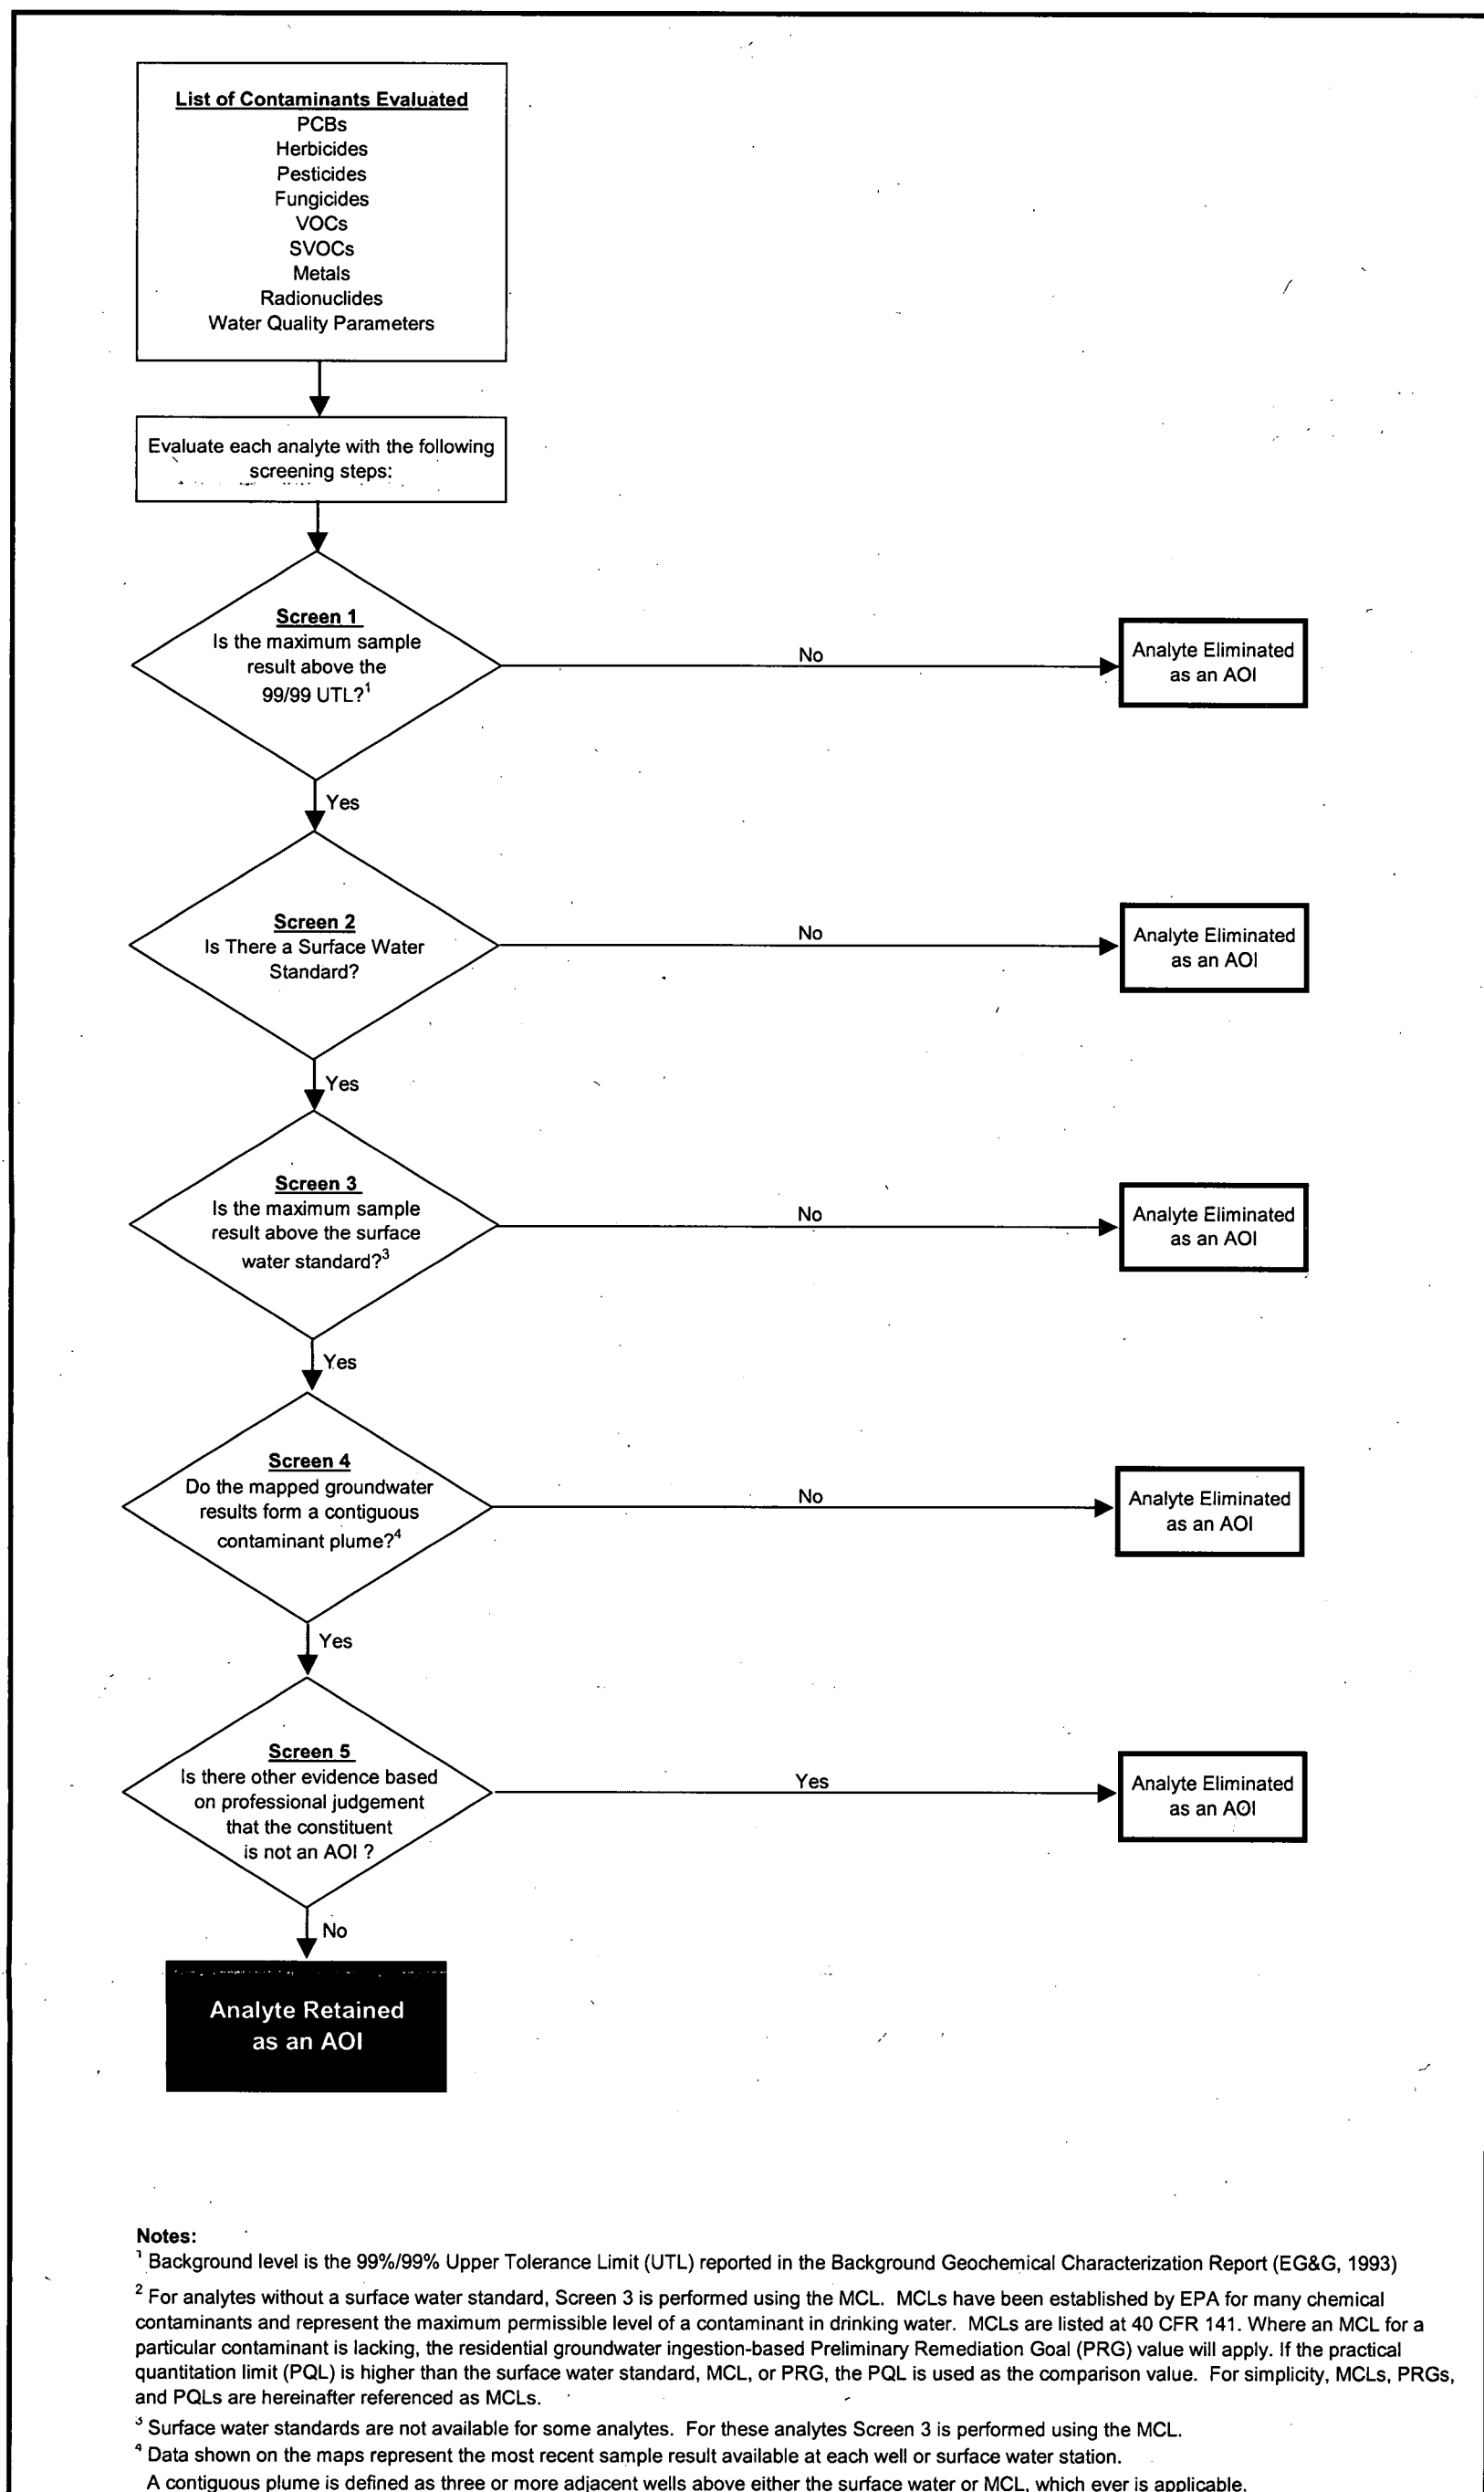 List of Contaminants Evaluated
PCBs
Herbicides
Pesticides
Fungicides
VOCs
SVOCs
Metals
Radionuclides
Water Quality Parameters
Evaluate each analyte with the following
screening steps:
Screen 1
Is the maximum sample
result above the
99/99 UTL?¹
No
Analyte Eliminated
as an AOI
Yes
Screen 2
Is There a Surface Water
Standard?
No
Analyte Eliminated
as an AOI
Yes
Screen 3
Is the maximum sample
result above the surface
water standard?³
No
Analyte Eliminated
as an AOI
Yes
Screen 4
Do the mapped groundwater
results form a contiguous
contaminant plume?⁴
No
Analyte Eliminated
as an AOI
Yes
Screen 5
Is there other evidence based
on professional judgement
that the constituent
is not an AOI ?
Yes
Analyte Eliminated
as an AOI
No
Analyte Retained
as an AOI
Notes:
¹ Background level is the 99%/99% Upper Tolerance Limit (UTL) reported in the Background Geochemical Characterization Report (EG&G, 1993)
² For analytes without a surface water standard, Screen 3 is performed using the MCL. MCLs have been established by EPA for many chemical
contaminants and represent the maximum permissible level of a contaminant in drinking water. MCLs are listed at 40 CFR 141. Where an MCL for a
particular contaminant is lacking, the residential groundwater ingestion-based Preliminary Remediation Goal (PRG) value will apply. If the practical
quantitation limit (PQL) is higher than the surface water standard, MCL, or PRG, the PQL is used as the comparison value. For simplicity, MCLs, PRGs,
and PQLs are hereinafter referenced as MCLs.
³ Surface water standards are not available for some analytes. For these analytes Screen 3 is performed using the MCL.
⁴ Data shown on the maps represent the most recent sample result available at each well or surface water station.
A contiguous plume is defined as three or more adjacent wells above either the surface water or MCL, which ever is applicable.